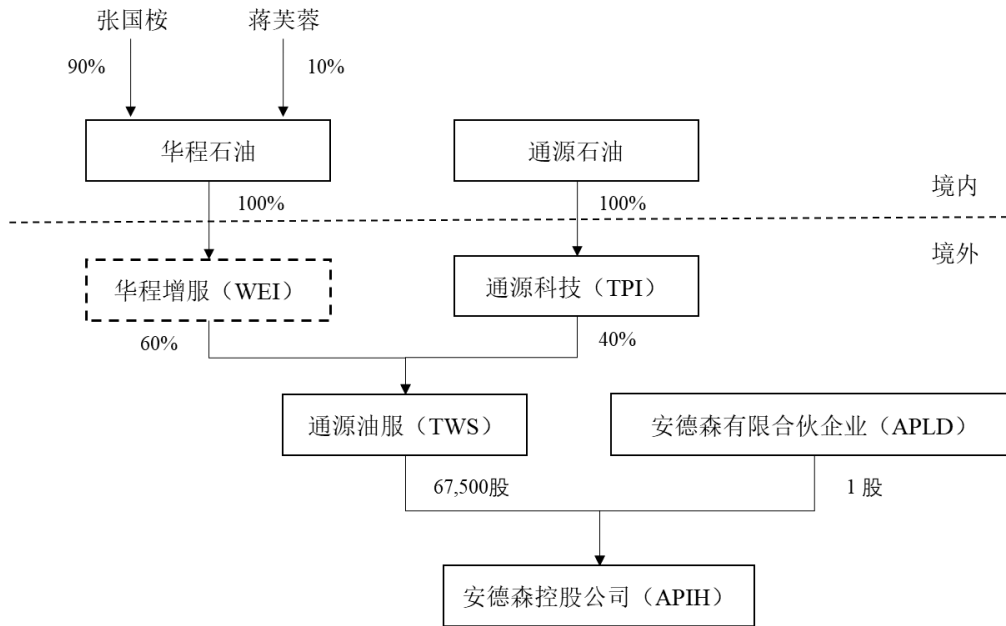 张国桉 蒋芙蓉
90% 10%
华程石油 通源石油
100% 100% 境内
境外
华程增服（WEI） 通源科技（TPI）
60% 40%
通源油服（TWS） 安德森有限合伙企业（APLD）
67,500股 1 股
安德森控股公司（APIH）